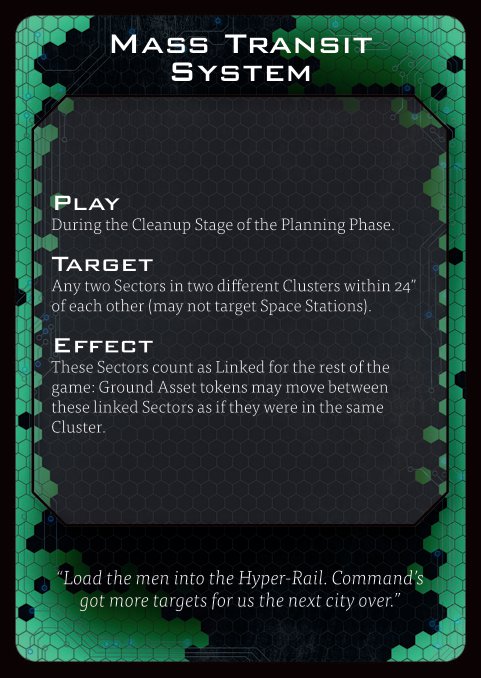 Mass Transit
System
Play
During the Cleanup Stage of the Planning Phase.
Target
Any two Sectors in two different Clusters within 24"
of each other (may not target Space Stations).
Effect
These Sectors count as Linked for the rest of the
game: Ground Asset tokens may move between
these linked Sectors as if they were in the same
Cluster.
“Load the men into the Hyper-Rail. Command’s
got more targets for us the next city over.”